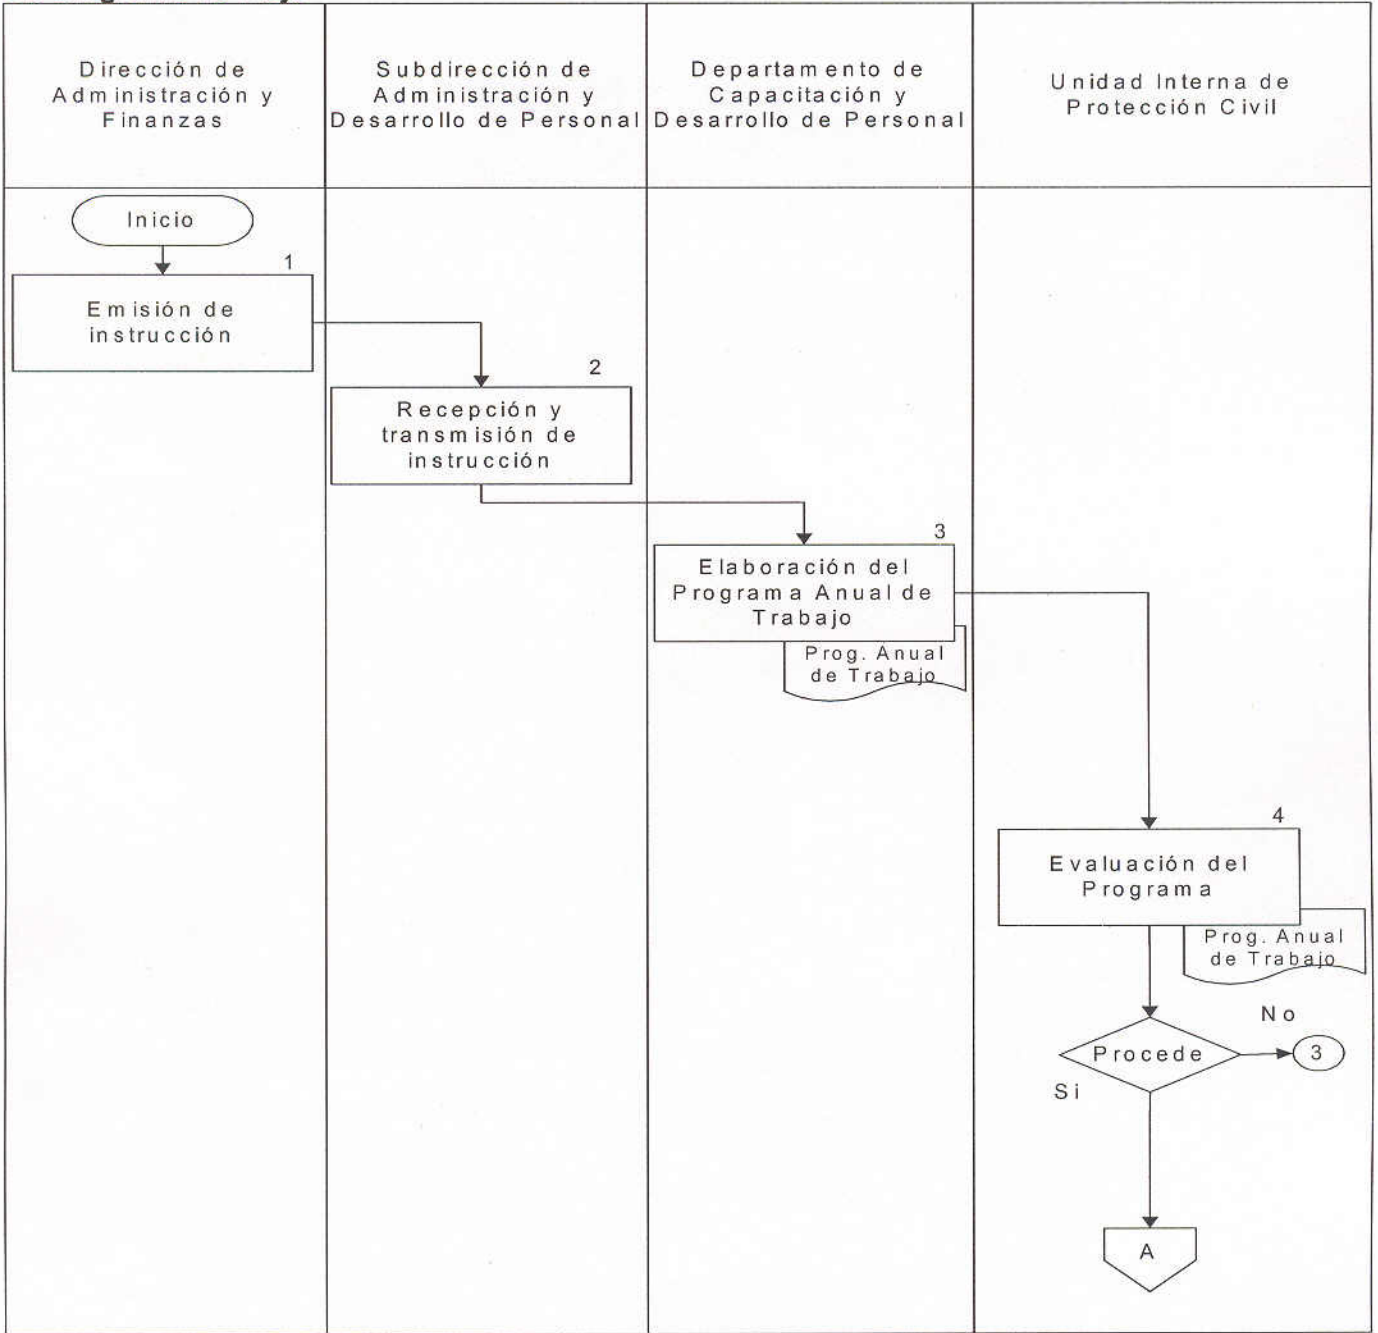 Dirección de
Administración y
Finanzas
Subdirección de
Administración y
Desarrollo de Personal
Departamento de
Capacitación y
Desarrollo de Personal
Unidad Interna de
Protección Civil
Inicio
1
Emisión de
instrucción
2
Recepción y
transmisión de
instrucción
3
Elaboración del
Programa Anual de
Trabajo
Prog. Anual
de Trabajo
4
Evaluación del
Programa
Prog. Anual
de Trabajo
No
Procede
3
Si
A